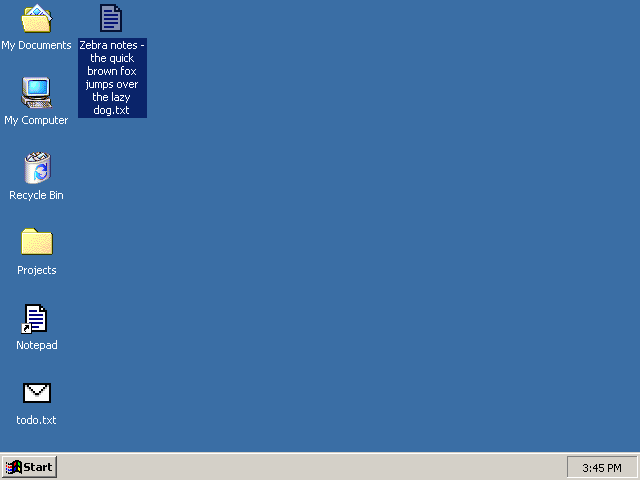 My Documents
Zebra notes -
the quick
brown fox
jumps over
the lazy
dog.txt
My Computer
Recycle Bin
Projects
Notepad
todo.txt
Start
3:45 PM